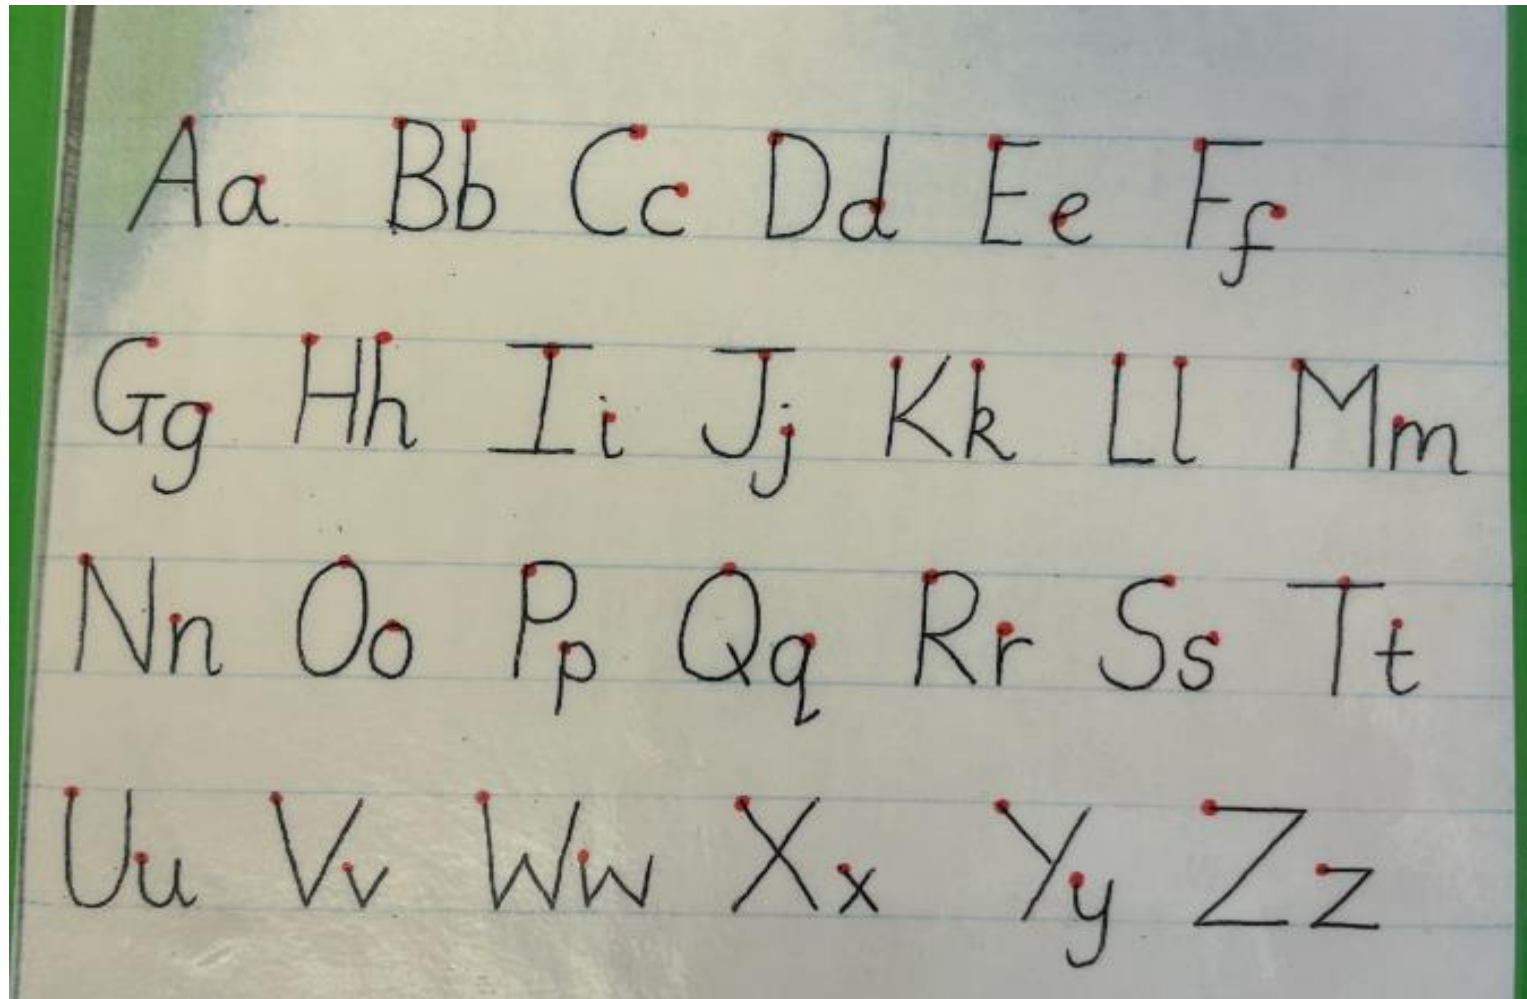 Aa Bb Cc Dd Ee Ff
Gg Hh Ii Jj Kk Ll Mm
Nn Oo Pp Qq Rr Ss Tt
Uu Vv Ww Xx Yy Zz